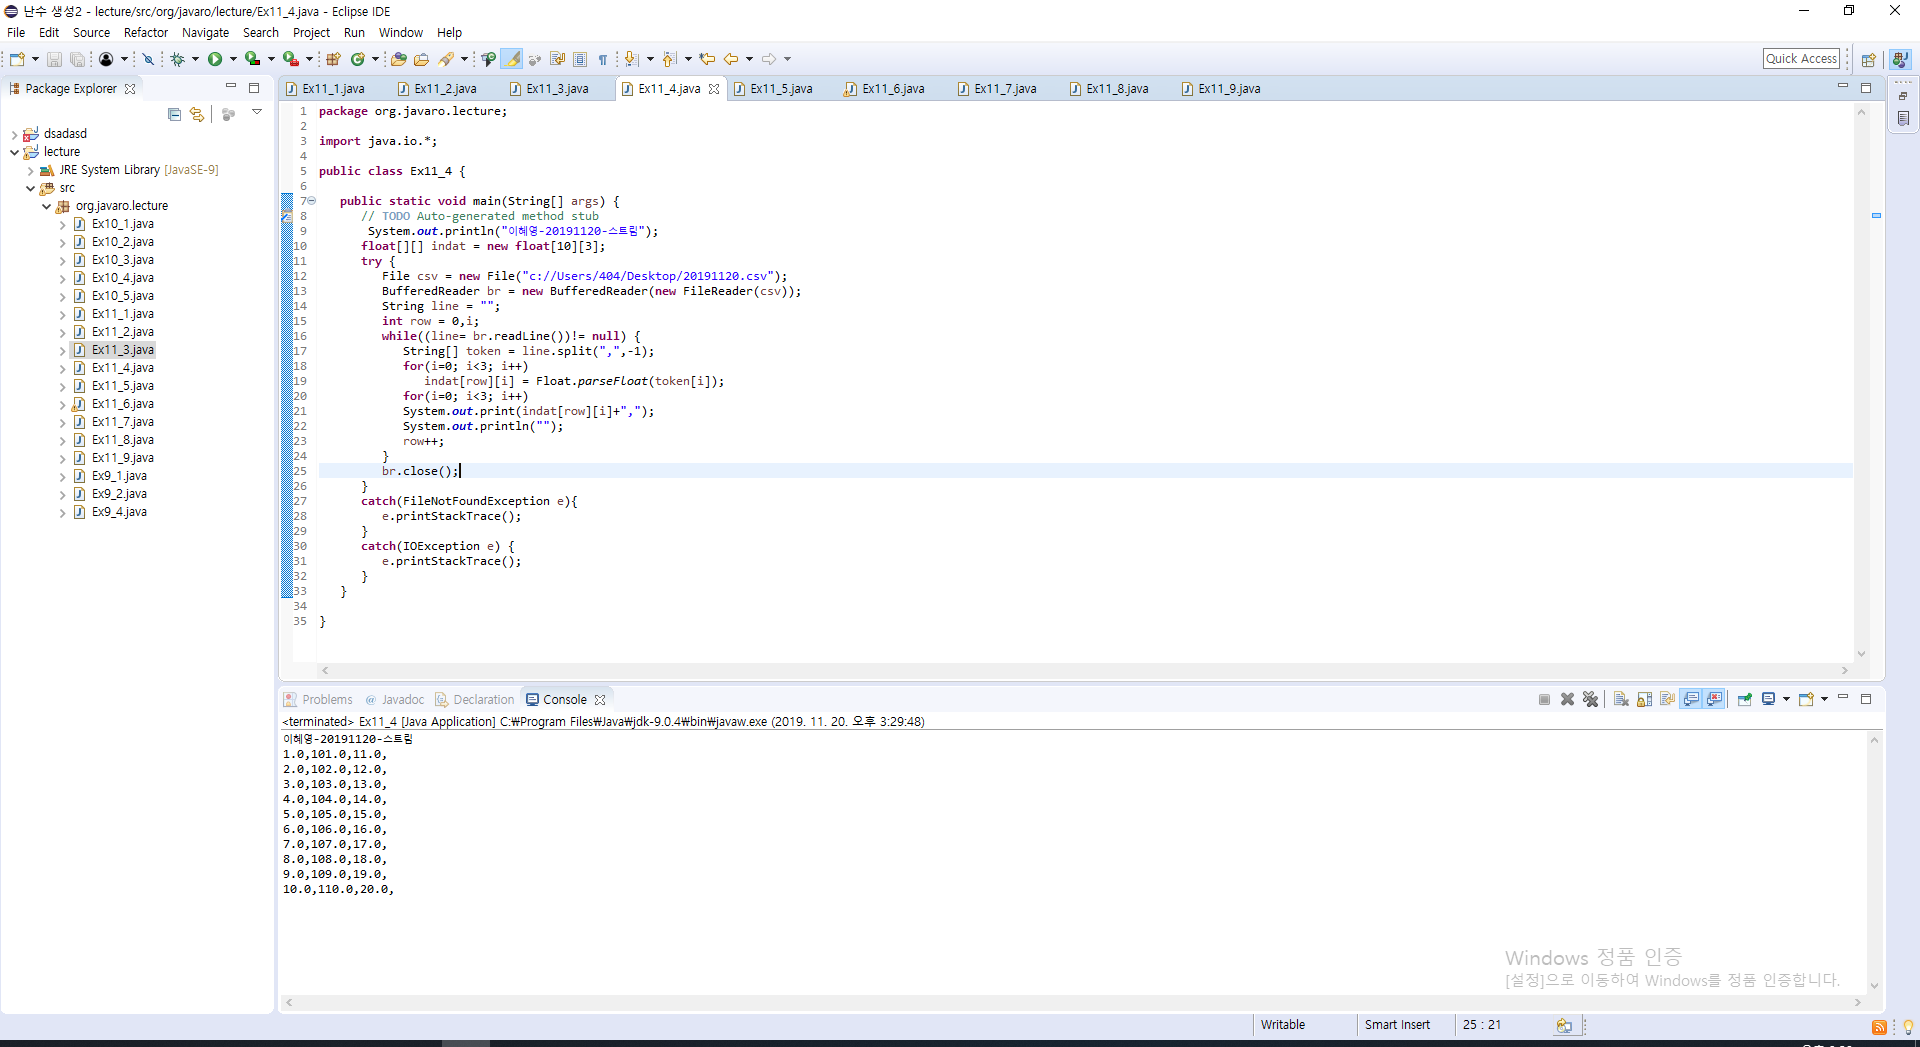 난수 생성2 - lecture/src/org/javaro/lecture/Ex11_4.java - Eclipse IDE
File Edit Source Refactor Navigate Search Project Run Window Help
Quick Access
Package Explorer
Ex11_1.java Ex11_2.java Ex11_3.java Ex11_4.java Ex11_5.java Ex11_6.java Ex11_7.java Ex11_8.java Ex11_9.java
dsadasd
lecture
JRE System Library [JavaSE-9]
src
org.javaro.lecture
Ex10_1.java
Ex10_2.java
Ex10_3.java
Ex10_4.java
Ex10_5.java
Ex11_1.java
Ex11_2.java
Ex11_3.java
Ex11_4.java
Ex11_5.java
Ex11_6.java
Ex11_7.java
Ex11_8.java
Ex11_9.java
Ex9_1.java
Ex9_2.java
Ex9_4.java
1 package org.javaro.lecture;
2
3 import java.io.*;
4
5 public class Ex11_4 {
6
7 public static void main(String[] args) {
8 // TODO Auto-generated method stub
9 System.out.println("이혜영-20191120-스트림");
10 float[][] indat = new float[10][3];
11 try {
12 File csv = new File("c://Users/404/Desktop/20191120.csv");
13 BufferedReader br = new BufferedReader(new FileReader(csv));
14 String line = "";
15 int row = 0,i;
16 while((line= br.readLine())!= null) {
17 String[] token = line.split(",",-1);
18 for(i=0; i<3; i++)
19 indat[row][i] = Float.parseFloat(token[i]);
20 for(i=0; i<3; i++)
21 System.out.print(indat[row][i]+",");
22 System.out.println("");
23 row++;
24 }
25 br.close();
26 }
27 catch(FileNotFoundException e){
28 e.printStackTrace();
29 }
30 catch(IOException e) {
31 e.printStackTrace();
32 }
33 }
34
35 }
Problems Javadoc Declaration Console
<terminated> Ex11_4 [Java Application] C:₩Program Files₩Java₩jdk-9.0.4₩bin₩javaw.exe (2019. 11. 20. 오후 3:29:48)
이혜영-20191120-스트림
1.0,101.0,11.0,
2.0,102.0,12.0,
3.0,103.0,13.0,
4.0,104.0,14.0,
5.0,105.0,15.0,
6.0,106.0,16.0,
7.0,107.0,17.0,
8.0,108.0,18.0,
9.0,109.0,19.0,
10.0,110.0,20.0,
Windows 정품 인증
[설정]으로 이동하여 Windows를 정품 인증합니다.
Writable Smart Insert 25 : 21